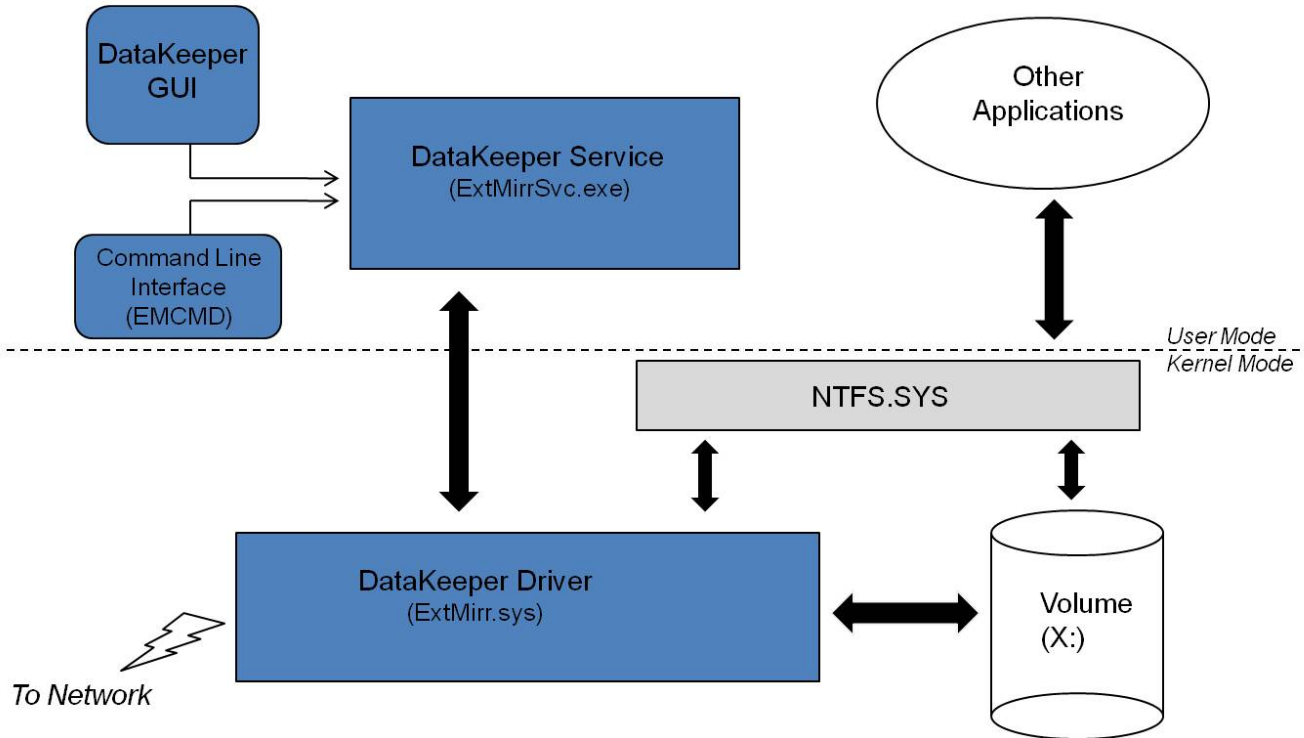 DataKeeper
GUI
DataKeeper Service
(ExtMirrSvc.exe)
Other
Applications
Command Line
Interface
(EMCMD)
User Mode
Kernel Mode
NTFS.SYS
DataKeeper Driver
(ExtMirr.sys)
Volume
(X:)
To Network